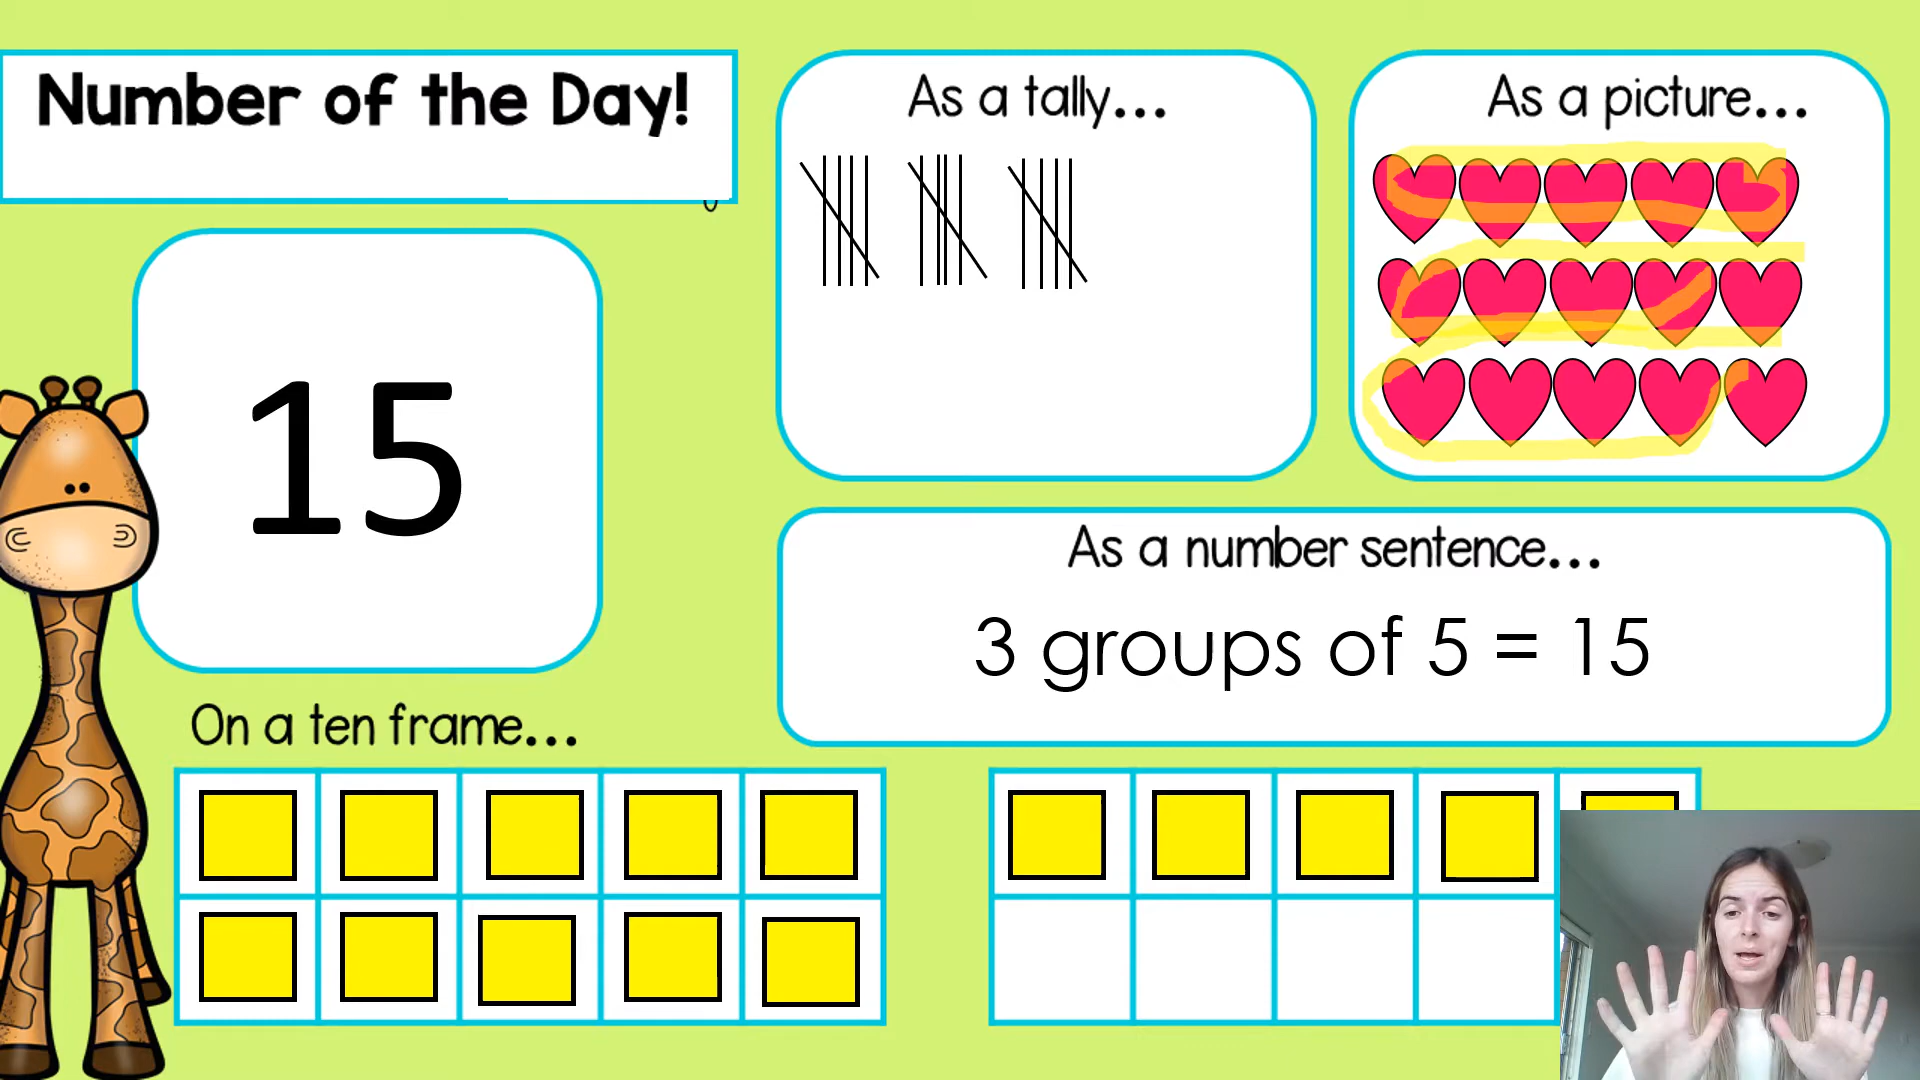 Number of the Day!
15
As a tally...
As a picture...
As a number sentence...
3 groups of 5 = 15
On a ten frame...